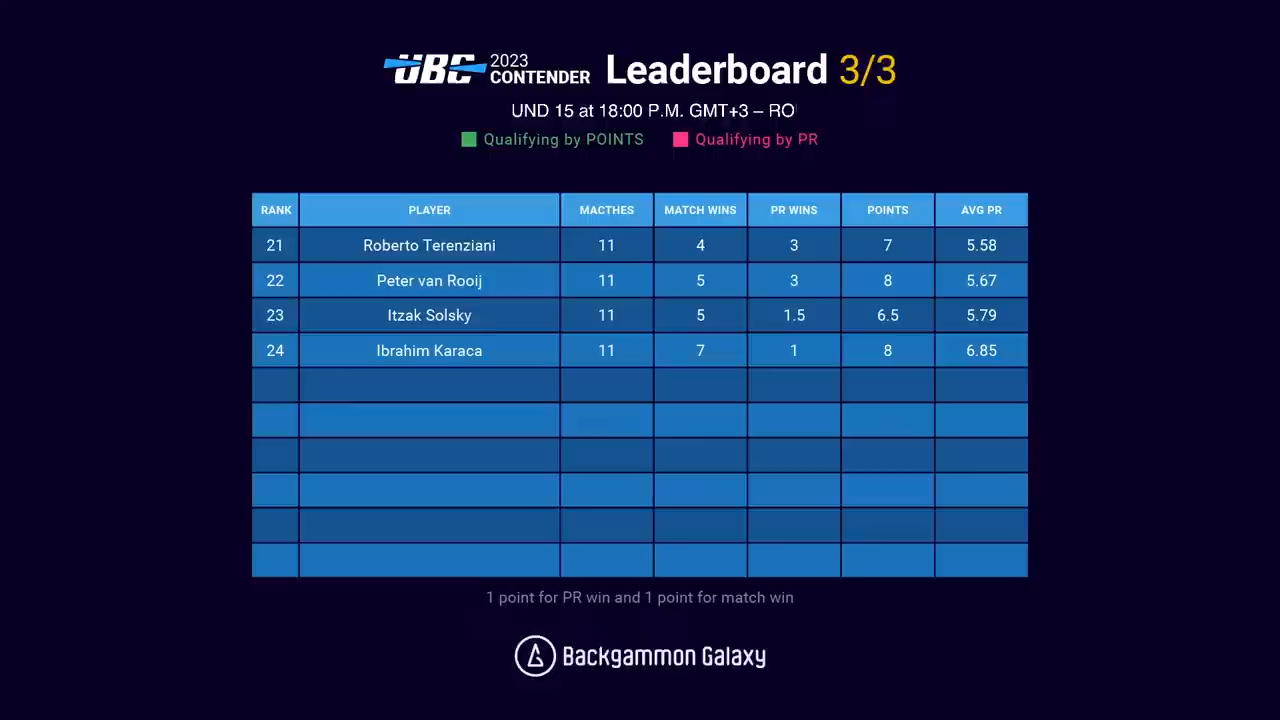 UBC 2023 CONTENDER Leaderboard 3/3
UND 15 at 18:00 P.M. GMT+3 – RO
Qualifying by POINTS Qualifying by PR
RANK PLAYER MACTHES MATCH WINS PR WINS POINTS AVG PR
21 Roberto Terenziani 11 4 3 7 5.58
22 Peter van Rooij 11 5 3 8 5.67
23 Itzak Solsky 11 5 1.5 6.5 5.79
24 Ibrahim Karaca 11 7 1 8 6.85
1 point for PR win and 1 point for match win
Backgammon Galaxy